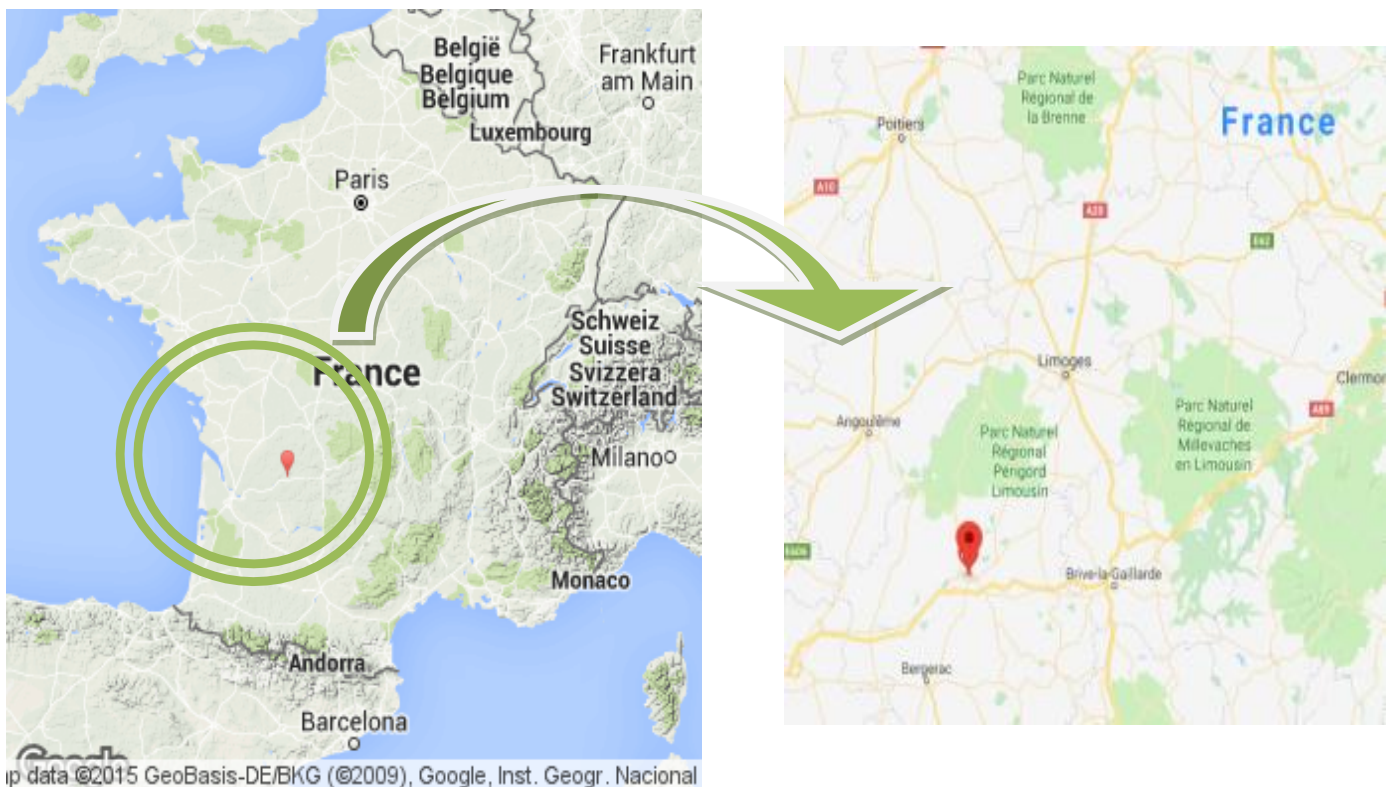 België
Belgique
Belgium
Frankfurt
am Main
Luxembourg
Paris
Schweiz
Suisse
Svizzera
Switzerland
France
Milano
Monaco
Andorra
Barcelona
Google
p data ©2015 GeoBasis-DE/BKG (©2009), Google, Inst. Geogr. Nacional
Parc Naturel
Régional de
la Brenne
France
Poitiers
A10
A20
E62
Limoges
Clermon
A89
Angoulême
Parc Naturel
Régional de
Millevaches
en Limousin
Parc Naturel
Régional
Périgord
Limousin
E606
Brive-la-Gaillarde
Bergerac